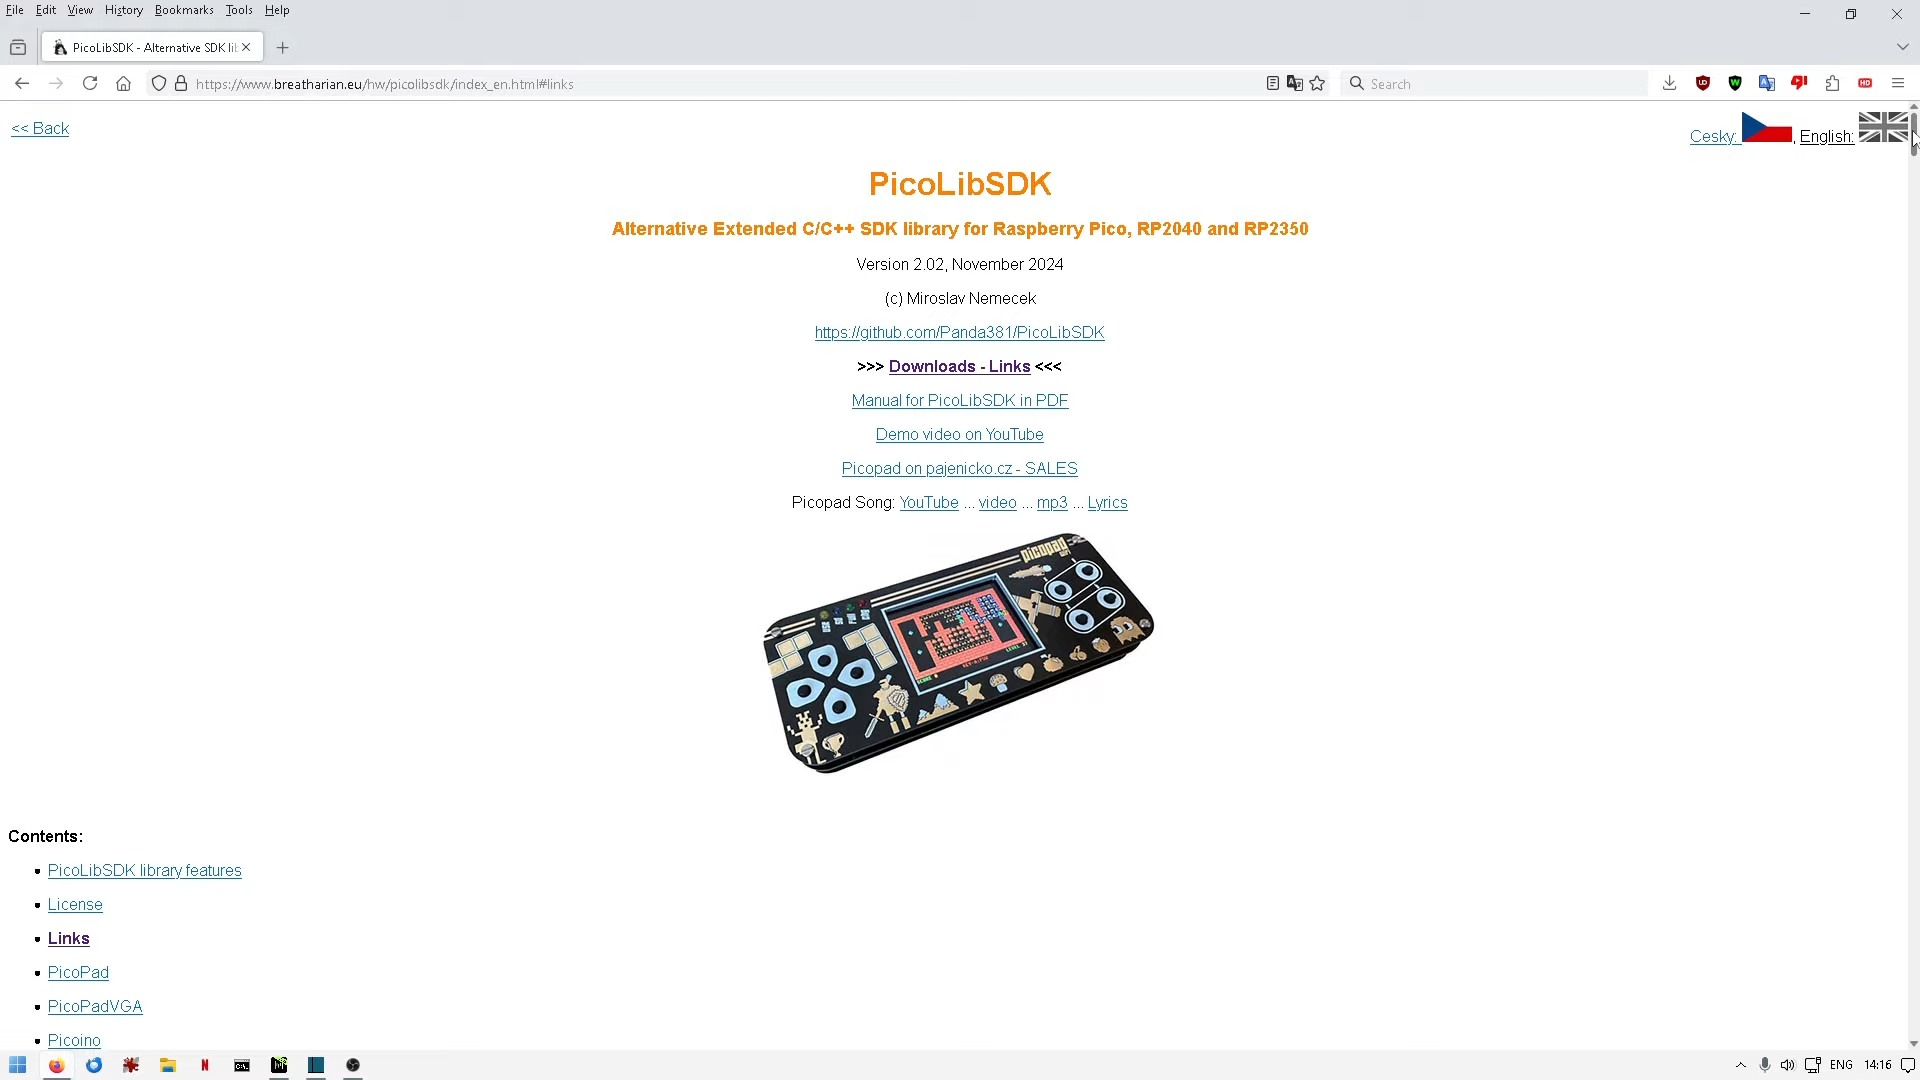 File Edit View History Bookmarks Tools Help
PicoLibSDK - Alternative SDK lib
https://www.breatharian.eu/hw/picolibsdk/index_en.html#links
Search
<< Back
Cesky: , English:
PicoLibSDK
Alternative Extended C/C++ SDK library for Raspberry Pico, RP2040 and RP2350
Version 2.02, November 2024
(c) Miroslav Nemecek
https://github.com/Panda381/PicoLibSDK
>>> Downloads - Links <<<
Manual for PicoLibSDK in PDF
Demo video on YouTube
Picopad on pajenicko.cz - SALES
Picopad Song: YouTube ... video ... mp3 ... Lyrics
picopad
Contents:
PicoLibSDK library features
License
Links
PicoPad
PicoPadVGA
Picoino
ENG 14:16